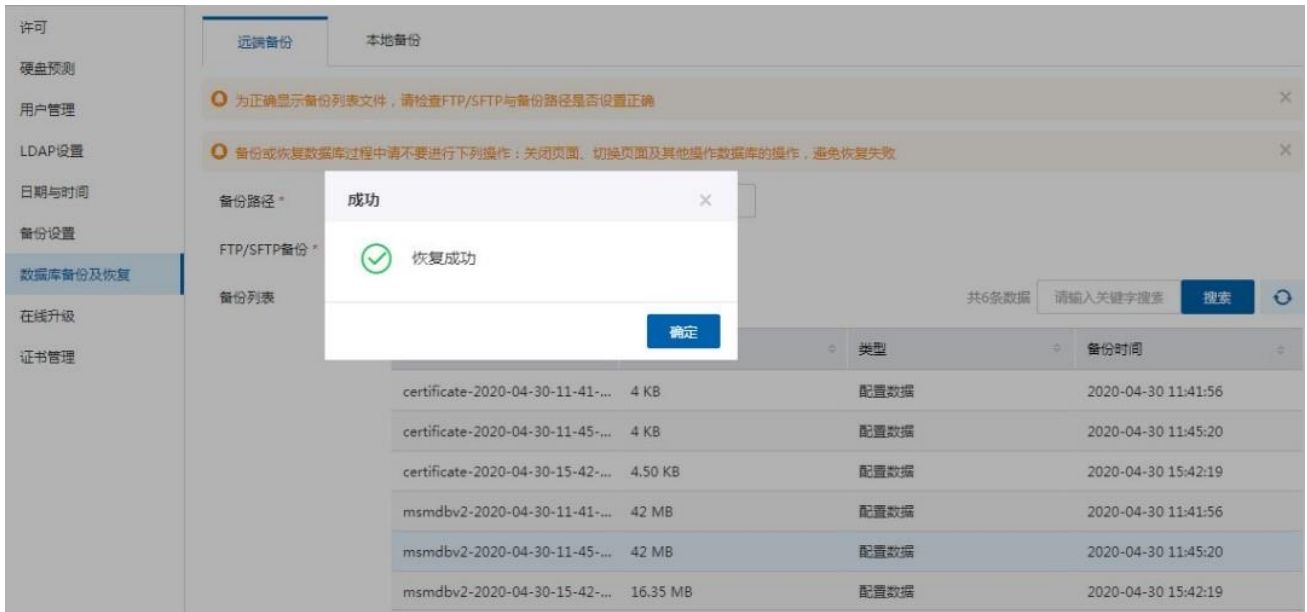 许可
硬盘预测
用户管理
LDAP设置
日期与时间
备份设置
数据库备份及恢复
在线升级
证书管理
远端备份 本地备份
为正确显示备份列表文件，请检查FTP/SFTP与备份路径是否设置正确
备份或恢复数据库过程中请不要进行下列操作：关闭页面、切换页面及其他操作数据库的操作，避免恢复失败
备份路径 *
FTP/SFTP备份 *
备份列表
成功
恢复成功
确定
共6条数据 请输入关键字搜索 搜索
类型 备份时间
certificate-2020-04-30-11-41-... 4 KB 配置数据 2020-04-30 11:41:56
certificate-2020-04-30-11-45-... 4 KB 配置数据 2020-04-30 11:45:20
certificate-2020-04-30-15-42-... 4.50 KB 配置数据 2020-04-30 15:42:19
msmdbv2-2020-04-30-11-41-... 42 MB 配置数据 2020-04-30 11:41:56
msmdbv2-2020-04-30-11-45-... 42 MB 配置数据 2020-04-30 11:45:20
msmdbv2-2020-04-30-15-42-... 16.35 MB 配置数据 2020-04-30 15:42:19